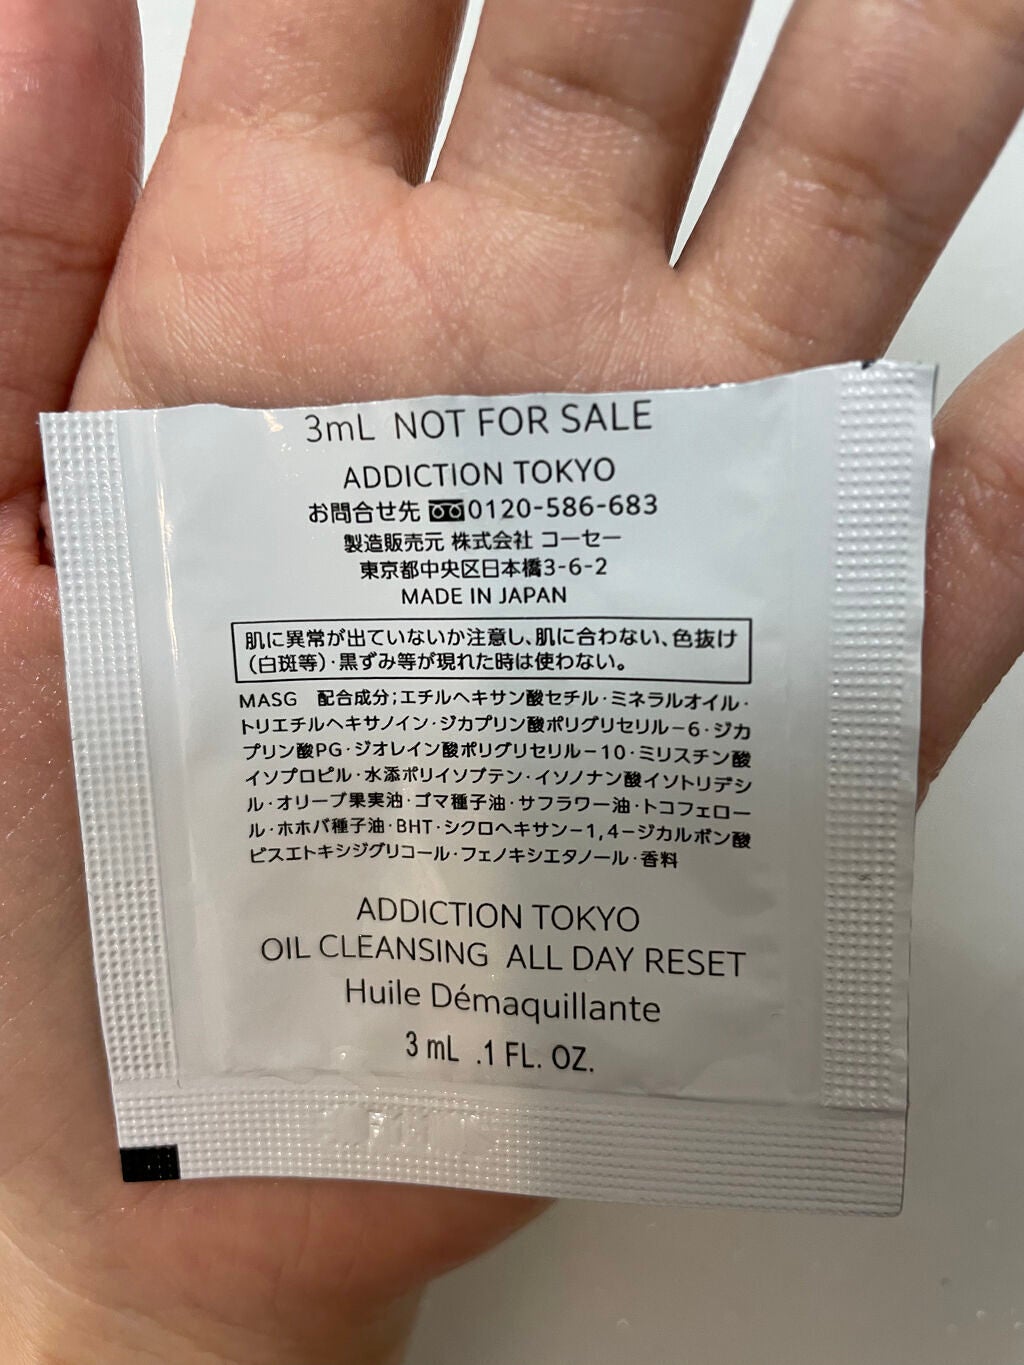 3mL NOT FOR SALE
ADDICTION TOKYO
お問合せ先 0120-586-683
製造販売元 株式会社 コーセー
東京都中央区日本橋3-6-2
MADE IN JAPAN
肌に異常が出ていないか注意し、肌に合わない、色抜け
（白斑等）・黒ずみ等が現れた時は使わない。
MASG 配合成分；エチルヘキサン酸セチル・ミネラルオイル・
トリエチルヘキサノイン・ジカプリン酸ポリグリセリル－6・ジカ
プリン酸PG・ジオレイン酸ポリグリセリル－10・ミリスチン酸
イソプロピル・水添ポリイソブテン・イソノナン酸イソトリデシ
ル・オリーブ果実油・ゴマ種子油・サフラワー油・トコフェロー
ル・ホホバ種子油・BHT・シクロヘキサン－1,4－ジカルボン酸
ビスエトキシジグリコール・フェノキシエタノール・香料
ADDICTION TOKYO
OIL CLEANSING ALL DAY RESET
Huile Démaquillante
3 mL .1 FL. OZ.